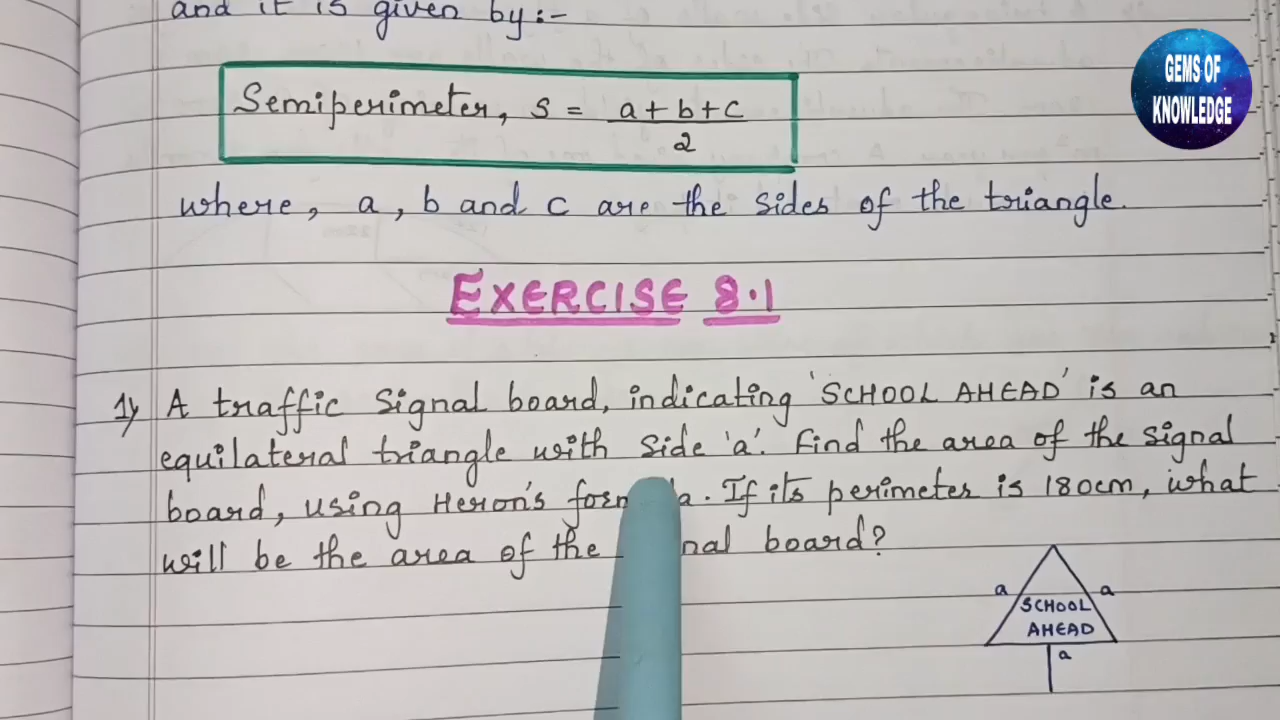 and it is given by:-
GEMS OF
KNOWLEDGE
Semiperimeter, s = a+b+c
2
where, a, b and c are the sides of the triangle.
EXERCISE 8.1
1) A traffic signal board, indicating 'SCHOOL AHEAD' is an
equilateral triangle with side 'a'. Find the area of the signal
board, using Heron's a. If its perimeter is 180cm, what
will be the area of the nal board?
a a
SCHOOL
AHEAD
a